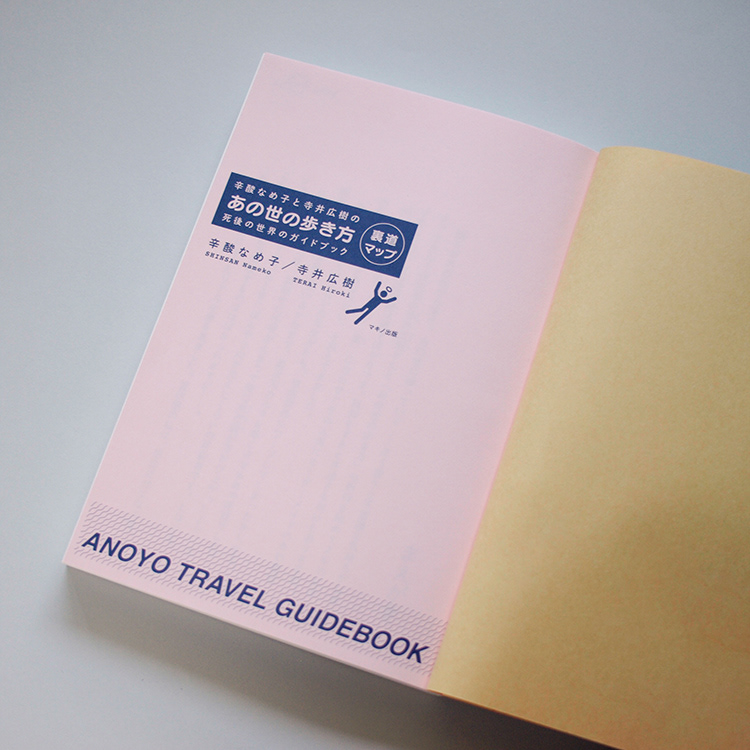 辛酸なめ子と寺井広樹の
あの世の歩き方
死後の世界のガイドブック
裏道
マップ
辛酸なめ子／寺井広樹
SHINSAN Nameko
TERAI Hiroki
マキノ出版
ANOYO TRAVEL GUIDEBOOK